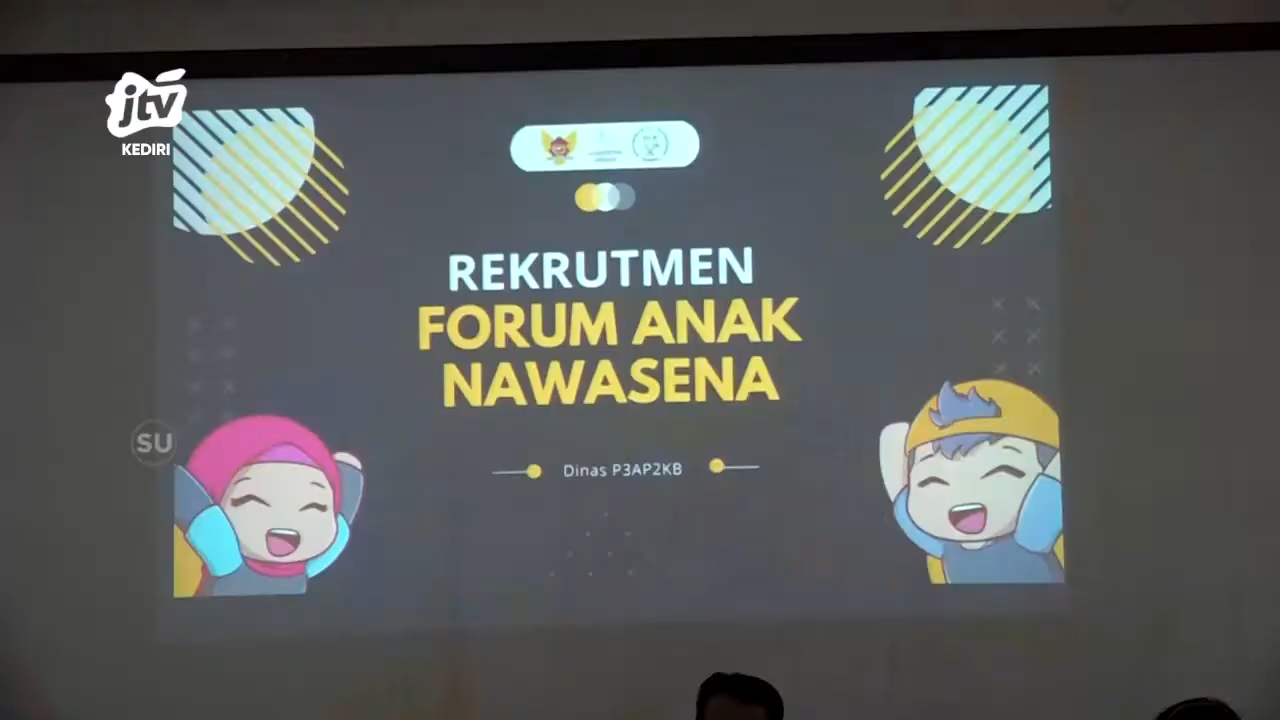 jtv
KEDIRI
REKRUTMEN
FORUM ANAK
NAWASENA
SU
Dinas P3AP2KB